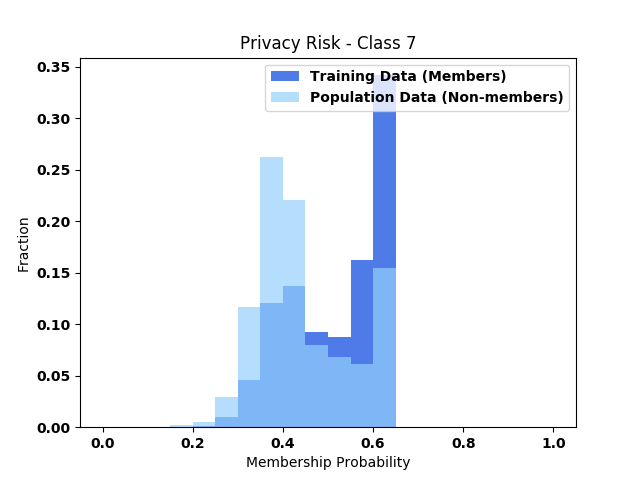 Privacy Risk - Class 7
Training Data (Members)
Population Data (Non-members)
0.35
0.30
0.25
0.20
0.15
0.10
0.05
0.00
Fraction
0.0 0.2 0.4 0.6 0.8 1.0
Membership Probability